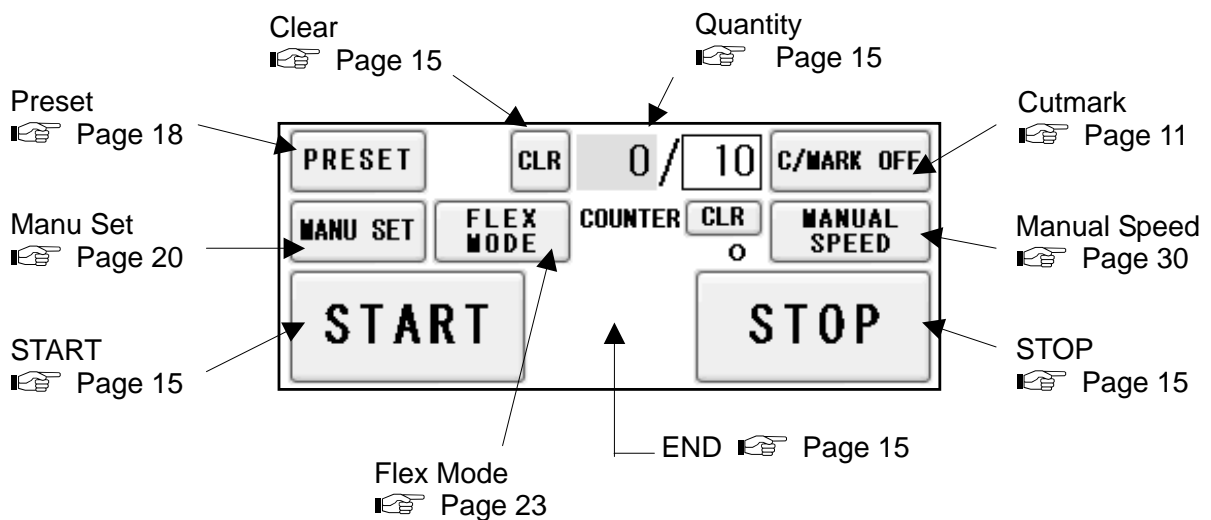 Clear
☞ Page 15
Quantity
☞ Page 15
Preset
☞ Page 18
Cutmark
☞ Page 11
Manu Set
☞ Page 20
Manual Speed
☞ Page 30
START
☞ Page 15
STOP
☞ Page 15
PRESET
CLR
0/10
C/MARK OFF
MANU SET
FLEX
MODE
COUNTER
CLR
0
MANUAL
SPEED
START
STOP
END ☞ Page 15
Flex Mode
☞ Page 23